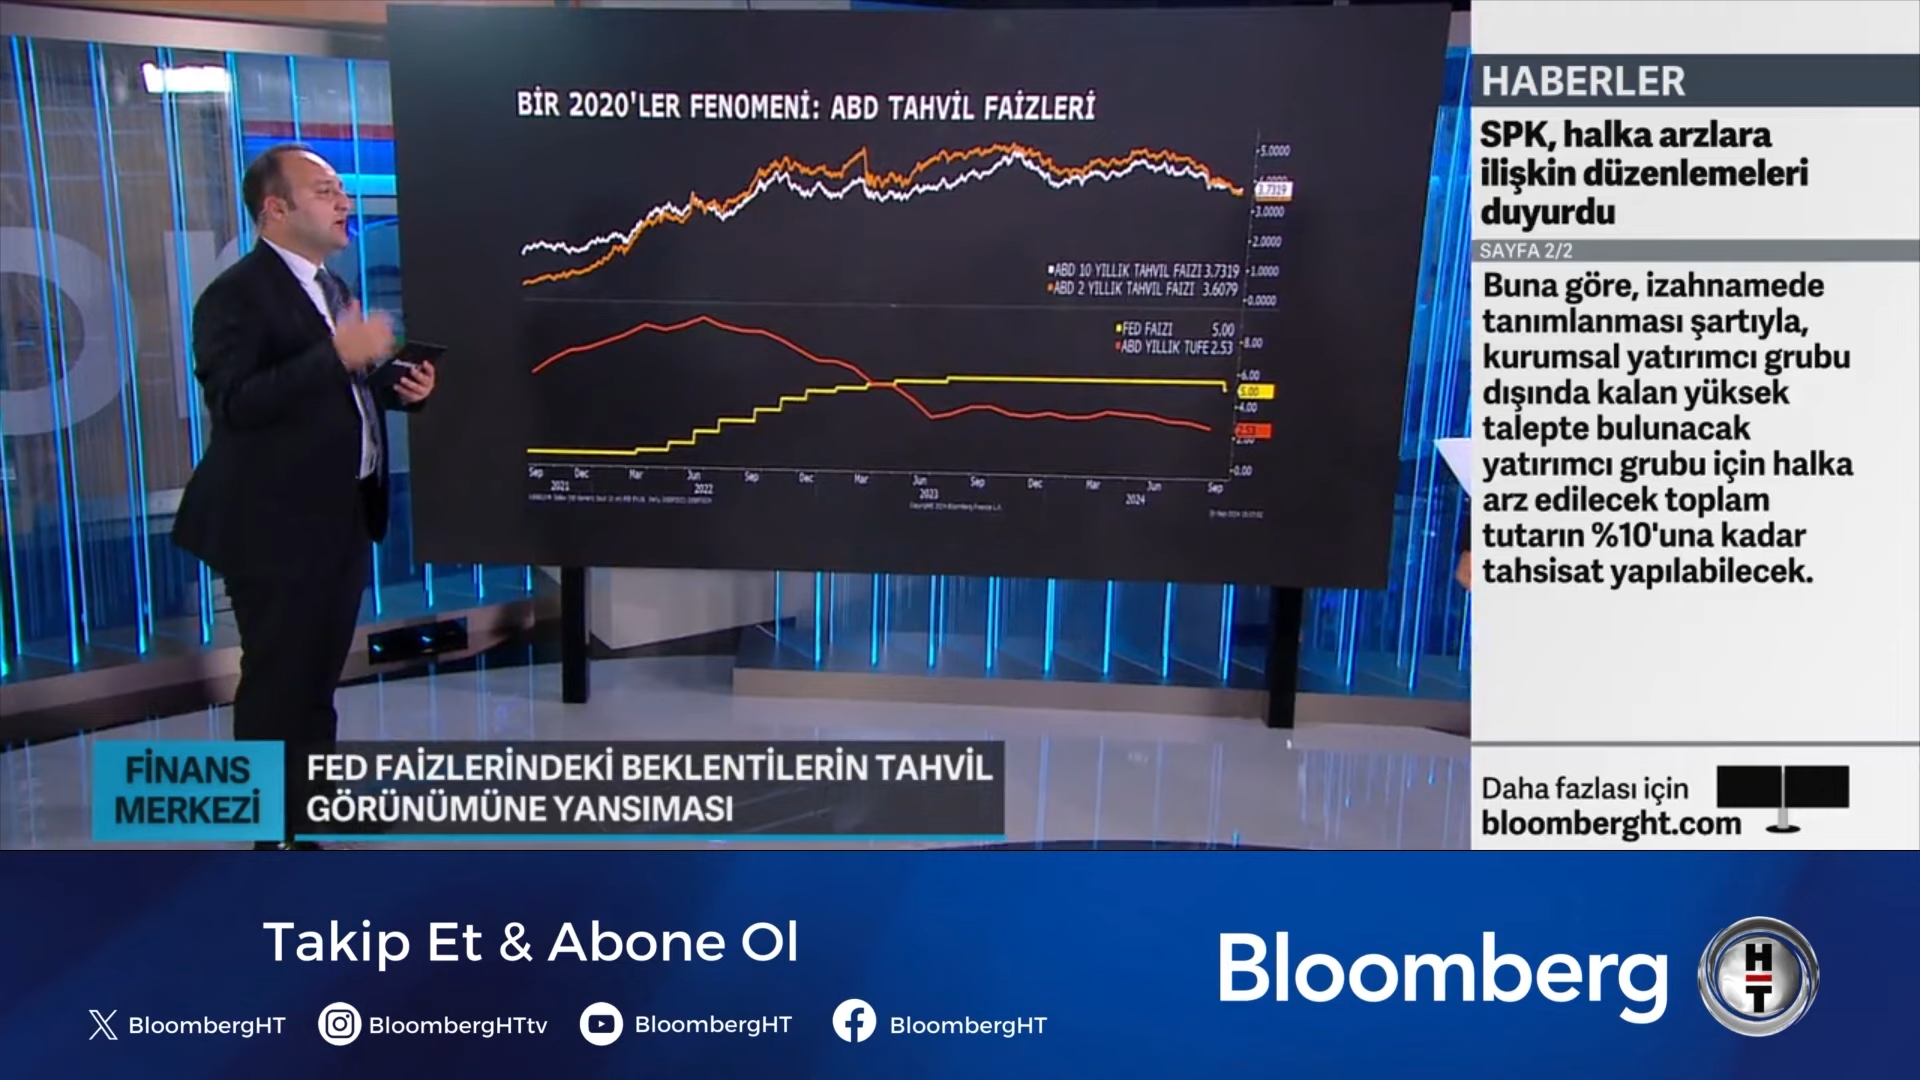 BİR 2020'LER FENOMENİ: ABD TAHVİL FAİZLERİ
5.0000
3.7319
3.0000
2.0000
1.0000
0.0000
ABD 10 YILLIK TAHVİL FAIZI 3.7319
ABD 2 YILLIK TAHVİL FAIZI 3.6079
FED FAIZI 5.00
ABD YILLIK TUFE 2.53
8.00
6.00
5.00
4.00
2.53
2.00
0.00
Sep Dec Mar Jun Sep Dec Mar Jun Sep Dec Mar Jun Sep
2021 2022 2023 2024
HABERLER
SPK, halka arzlara
ilişkin düzenlemeleri
duyurdu
SAYFA 2/2
Buna göre, izahnamede
tanımlanması şartıyla,
kurumsal yatırımcı grubu
dışında kalan yüksek
talepte bulunacak
yatırımcı grubu için halka
arz edilecek toplam
tutarın %10'una kadar
tahsisat yapılabilecek.
Daha fazlası için
bloomberght.com
FİNANS
MERKEZİ
FED FAİZLERİNDEKİ BEKLENTİLERİN TAHVİL
GÖRÜNÜMÜNE YANSIMASI
Takip Et & Abone Ol
BloombergHT BloombergHTtv BloombergHT BloombergHT
Bloomberg HT